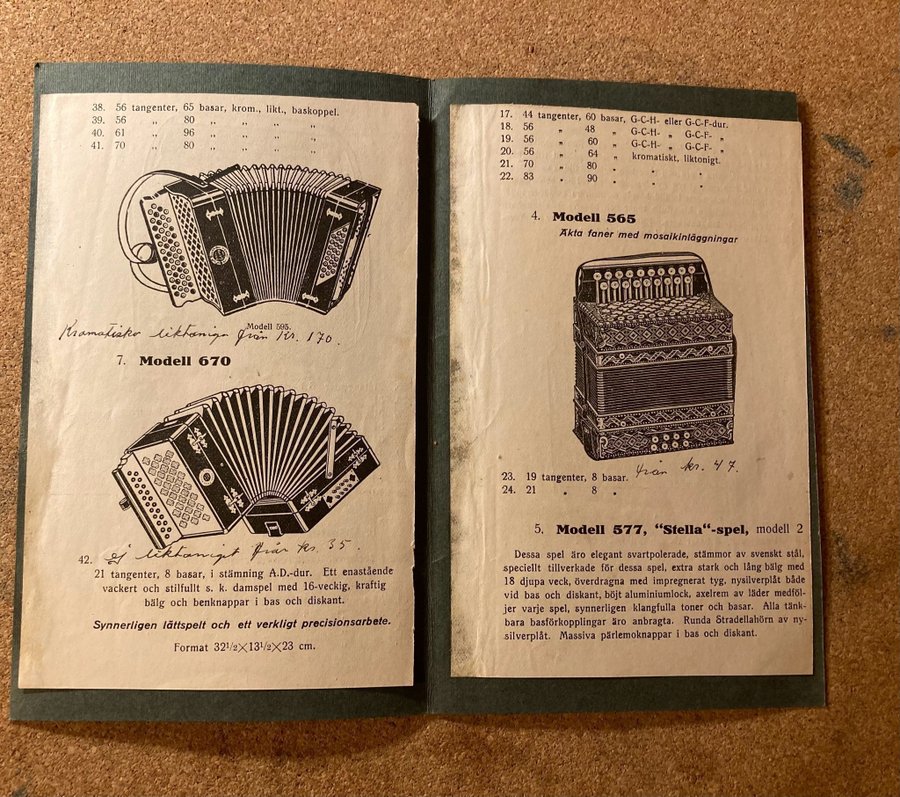 38. 56 tangenter, 65 basar, krom., likt., baskoppel.
39. 56 „ 80 „ „ „ „
40. 61 „ 96 „ „ „ „
41. 70 „ 80 „ „ „ „
Modell 595.
Kromatiska liktoniga från Kr. 170.
7. Modell 670
42. ej liktoniget från kr. 35.
21 tangenter, 8 basar, i stämning A.D.-dur. Ett enastående
vackert och stilfullt s. k. damspel med 16-veckig, kraftig
bälg och benknappar i bas och diskant.
Synnerligen lättspelt och ett verkligt precisionsarbete.
Format 32½×13½×23 cm.
17. 44 tangenter, 60 basar, G-C-H- eller G-C-F-dur.
18. 56 „ 48 „ G-C-H- „ G-C-F- „
19. 56 „ 60 „ G-C-H- „ G-C-F- „
20. 56 „ 64 „ kromatiskt, liktonigt.
21. 70 „ 80 „ „ „
22. 83 „ 90 „ „ „
4. Modell 565
Äkta faner med mosaikinläggningar
från kr. 47.
23. 19 tangenter, 8 basar.
24. 21 „ 8 „
5. Modell 577, “Stella“-spel, modell 2
Dessa spel äro elegant svartpolerade, stämmor av svenskt stål,
speciellt tillverkade för dessa spel, extra stark och lång bälg med
18 djupa veck, överdragna med impregnerat tyg, nysilverplåt både
vid bas och diskant, böjt aluminiumlock, axelrem av läder medföl-
jer varje spel, synnerligen klangfulla toner och basar. Alla tänk-
bara basförkopplingar äro anbragta. Runda Stradellahörn av ny-
silverplåt. Massiva pärlemoknappar i bas och diskant.